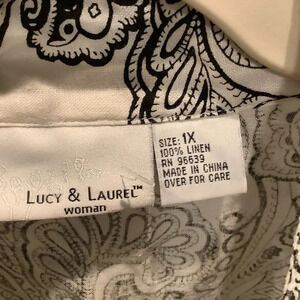 LUCY & LAUREL™
woman
SIZE: 1X
100% LINEN
RN 96639
MADE IN CHINA
OVER FOR CARE